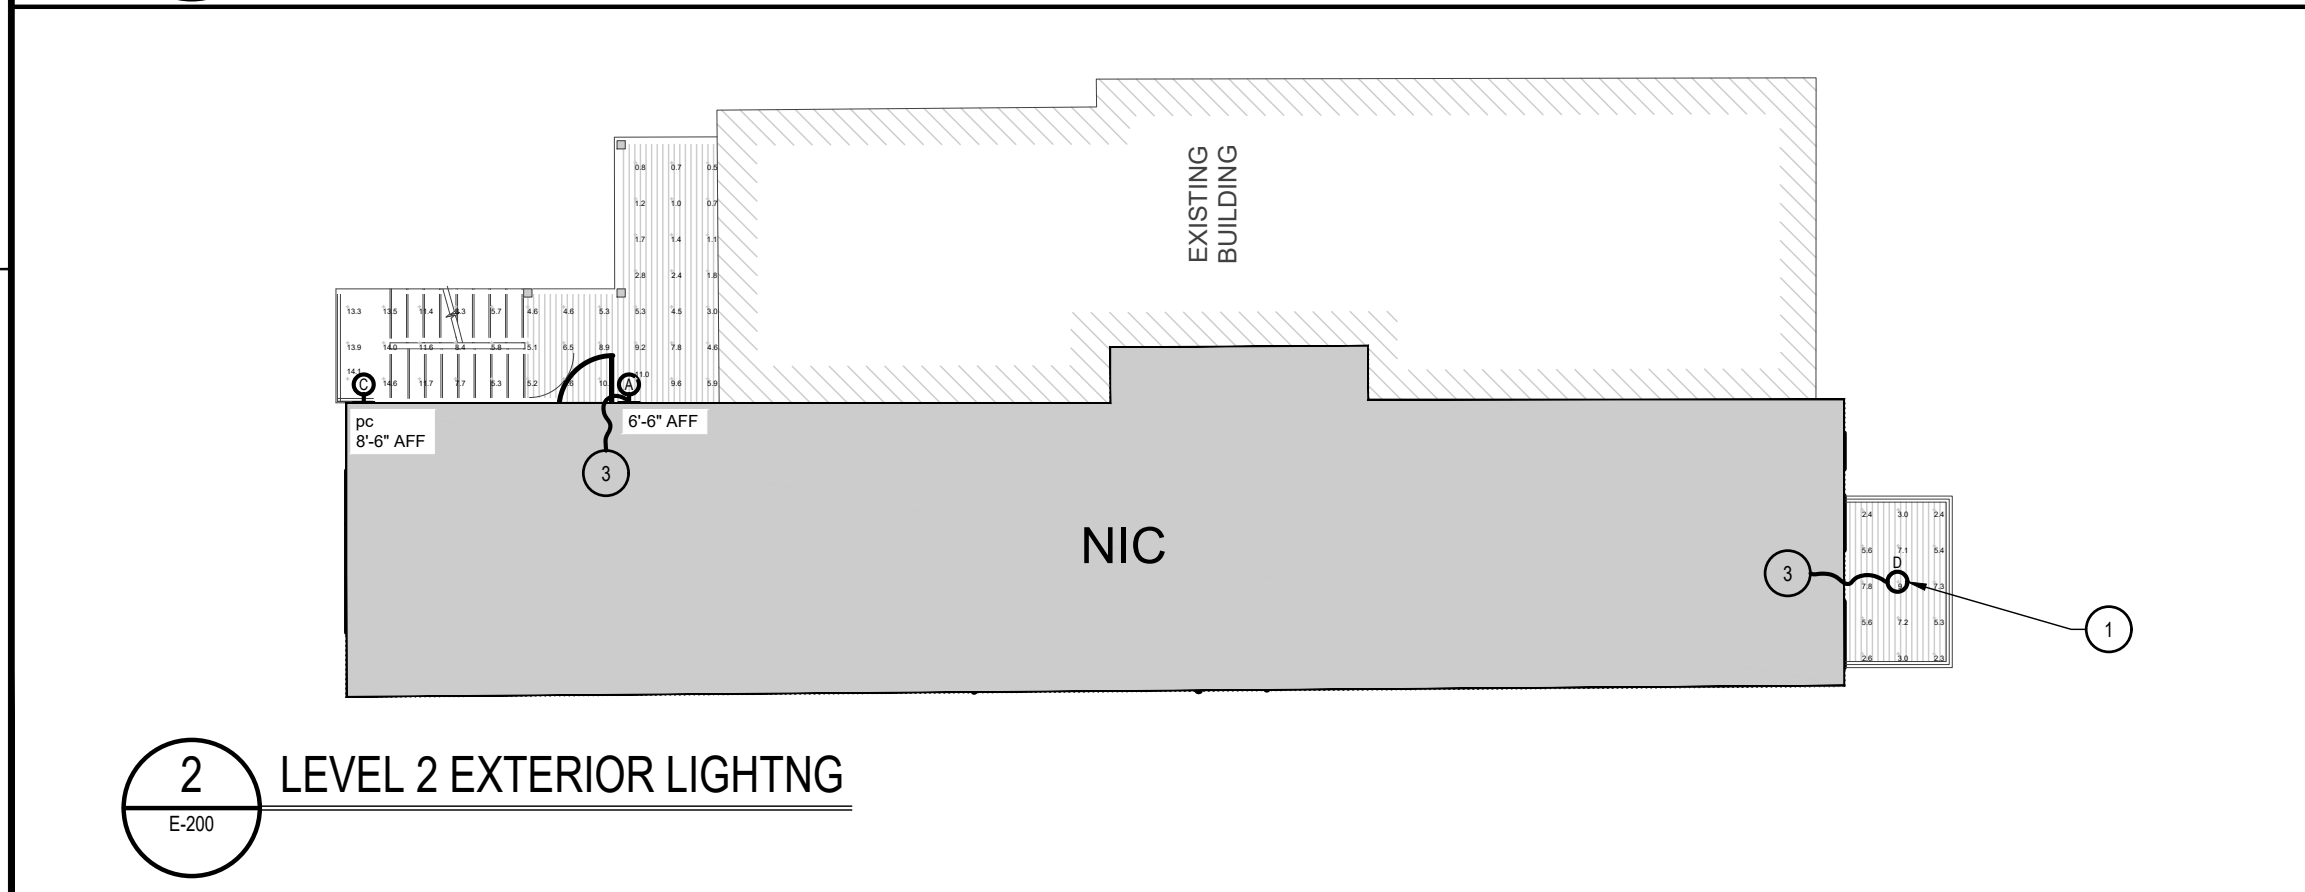 EXISTING
BUILDING
0.8 0.7 0.5
1.2 1.0 0.7
1.7 1.4 1.1
2.8 2.4 1.8
13.3 13.5 11.4 5.7 4.6 4.6 5.3 5.3 4.5 3.0
13.9 14.0 11.6 8.4 5.8 5.1 6.5 8.9 9.2 7.8 4.6
14.1 11.0
C 14.6 11.7 7.7 5.3 5.2 A 9.6 5.9
pc
8'-6" AFF
6'-6" AFF
3
NIC
2.4 3.0 2.4
5.6 7.1 5.4
D
3 7.8 7.3
5.6 7.2 5.3
1
2.6 3.0 2.3
2 LEVEL 2 EXTERIOR LIGHTNG
E-200